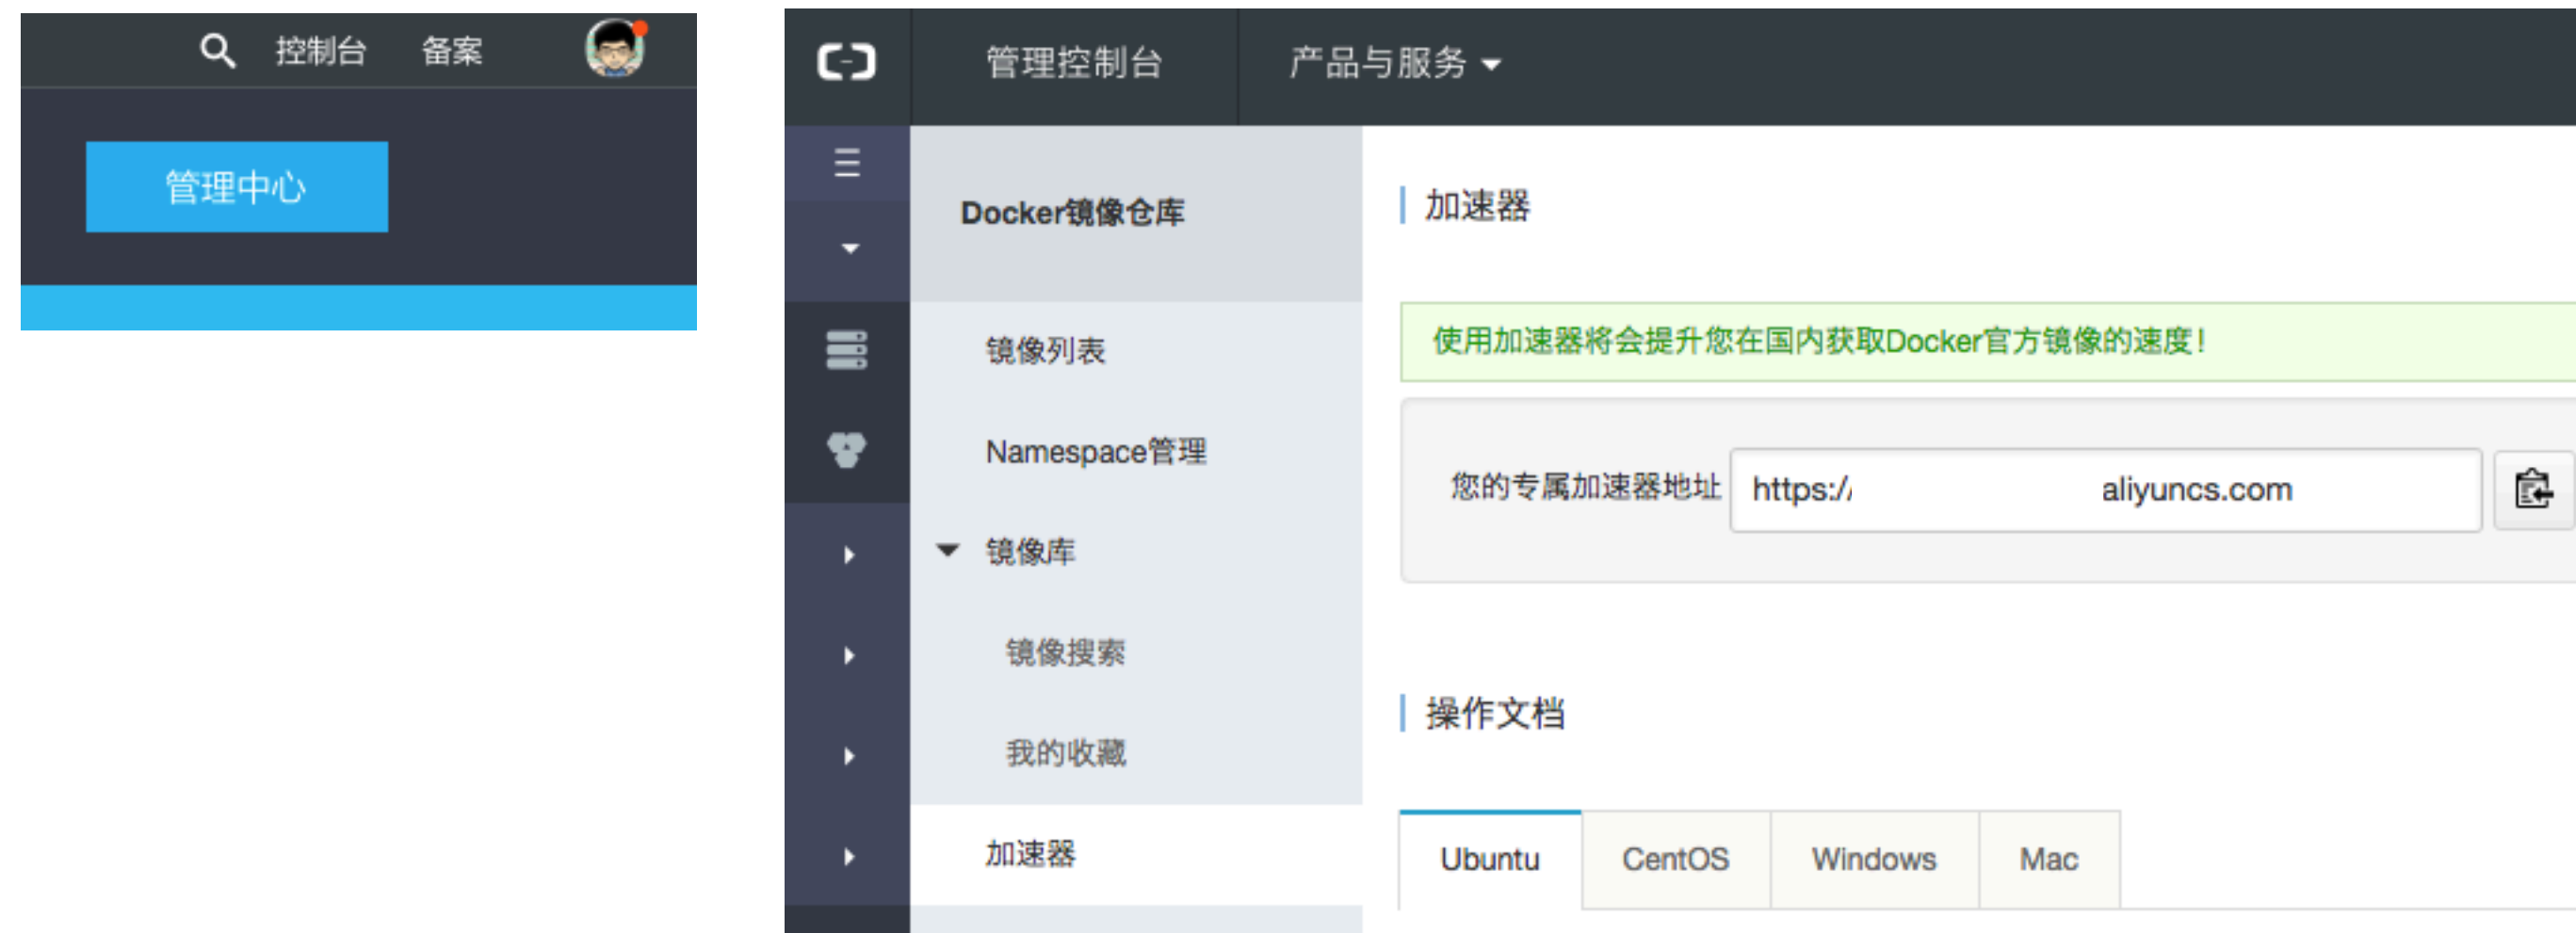 控制台 备案
管理中心
管理控制台 产品与服务
Docker镜像仓库
镜像列表
Namespace管理
镜像库
镜像搜索
我的收藏
加速器
加速器
使用加速器将会提升您在国内获取Docker官方镜像的速度！
您的专属加速器地址 https:// aliyuncs.com
操作文档
Ubuntu CentOS Windows Mac